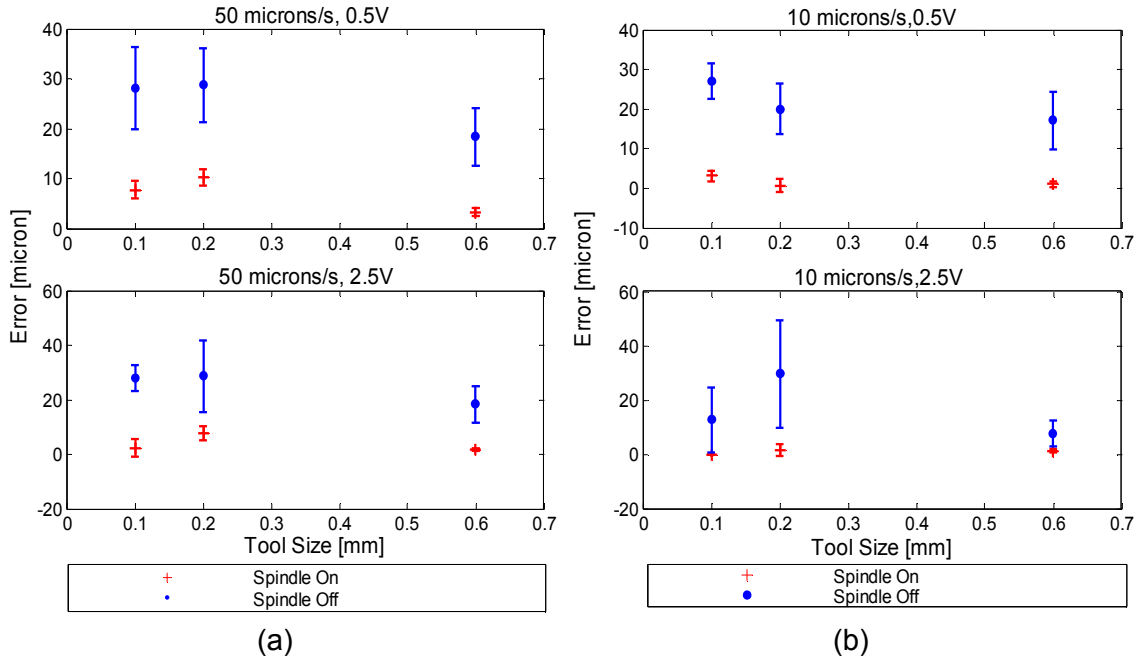 50 microns/s, 0.5V
40
30
20
10
0
0 0.1 0.2 0.3 0.4 0.5 0.6 0.7
50 microns/s, 2.5V
60
40
20
0
-20
0 0.1 0.2 0.3 0.4 0.5 0.6 0.7
Error [micron]
Tool Size [mm]
Spindle On
Spindle Off
(a)
10 microns/s,0.5V
40
30
20
10
0
-10
0 0.1 0.2 0.3 0.4 0.5 0.6 0.7
10 microns/s,2.5V
60
40
20
0
-20
0 0.1 0.2 0.3 0.4 0.5 0.6 0.7
Error [micron]
Tool Size [mm]
Spindle On
Spindle Off
(b)